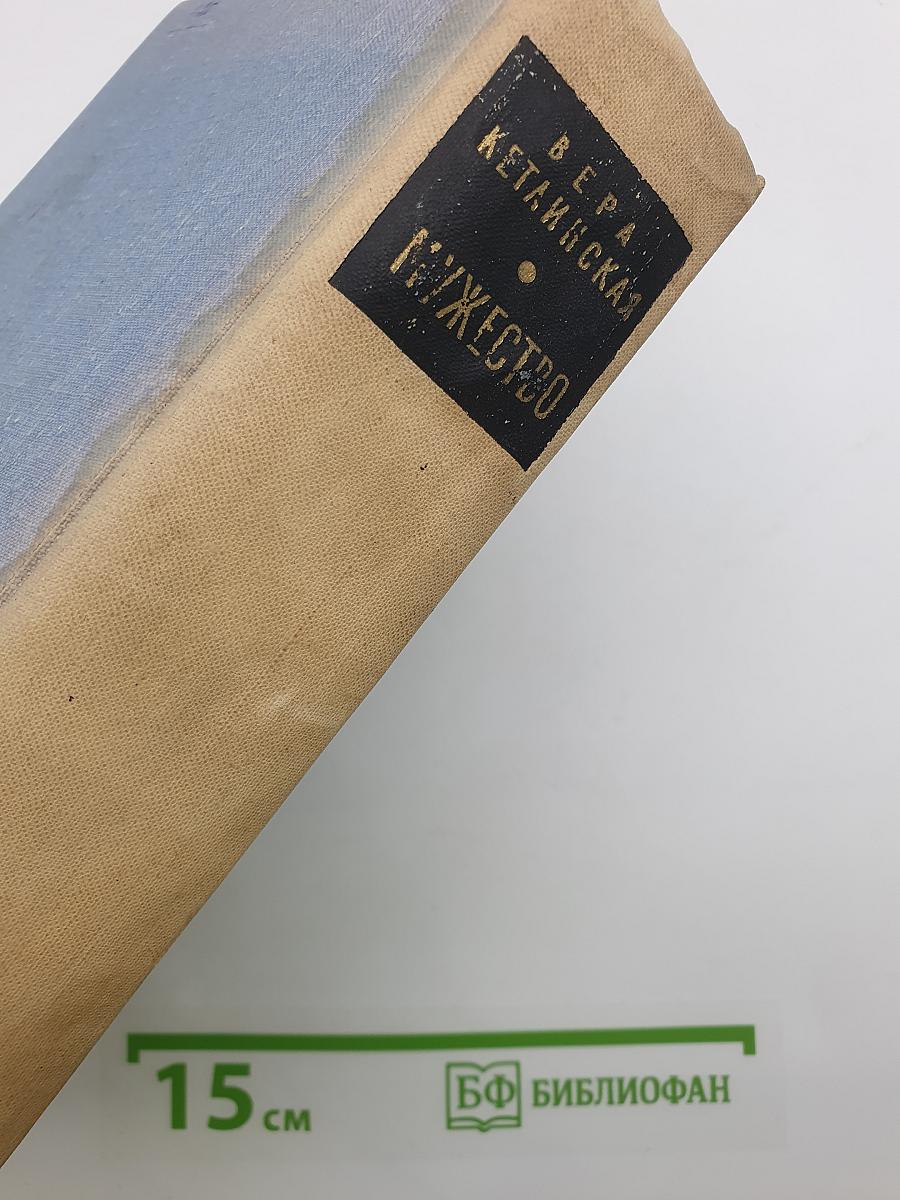 ВЕРА
КЕТЛИНСКАЯ
МУЖЕСТВО
15 см
БФ БИБЛИОФАН